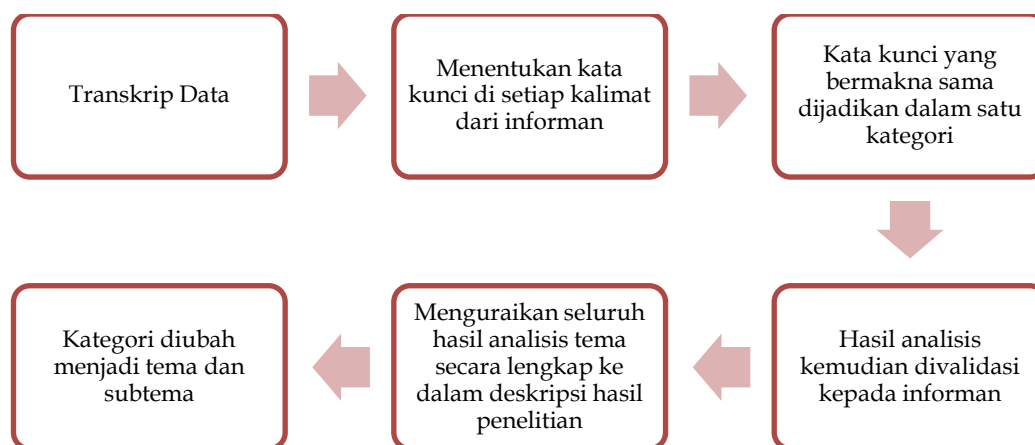 Transkrip Data
Menentukan kata
kunci di setiap kalimat
dari informan
Kata kunci yang
bermakna sama
dijadikan dalam satu
kategori
Hasil analisis
kemudian divalidasi
kepada informan
Menguraikan seluruh
hasil analisis tema
secara lengkap ke
dalam deskripsi hasil
penelitian
Kategori diubah
menjadi tema dan
subtema